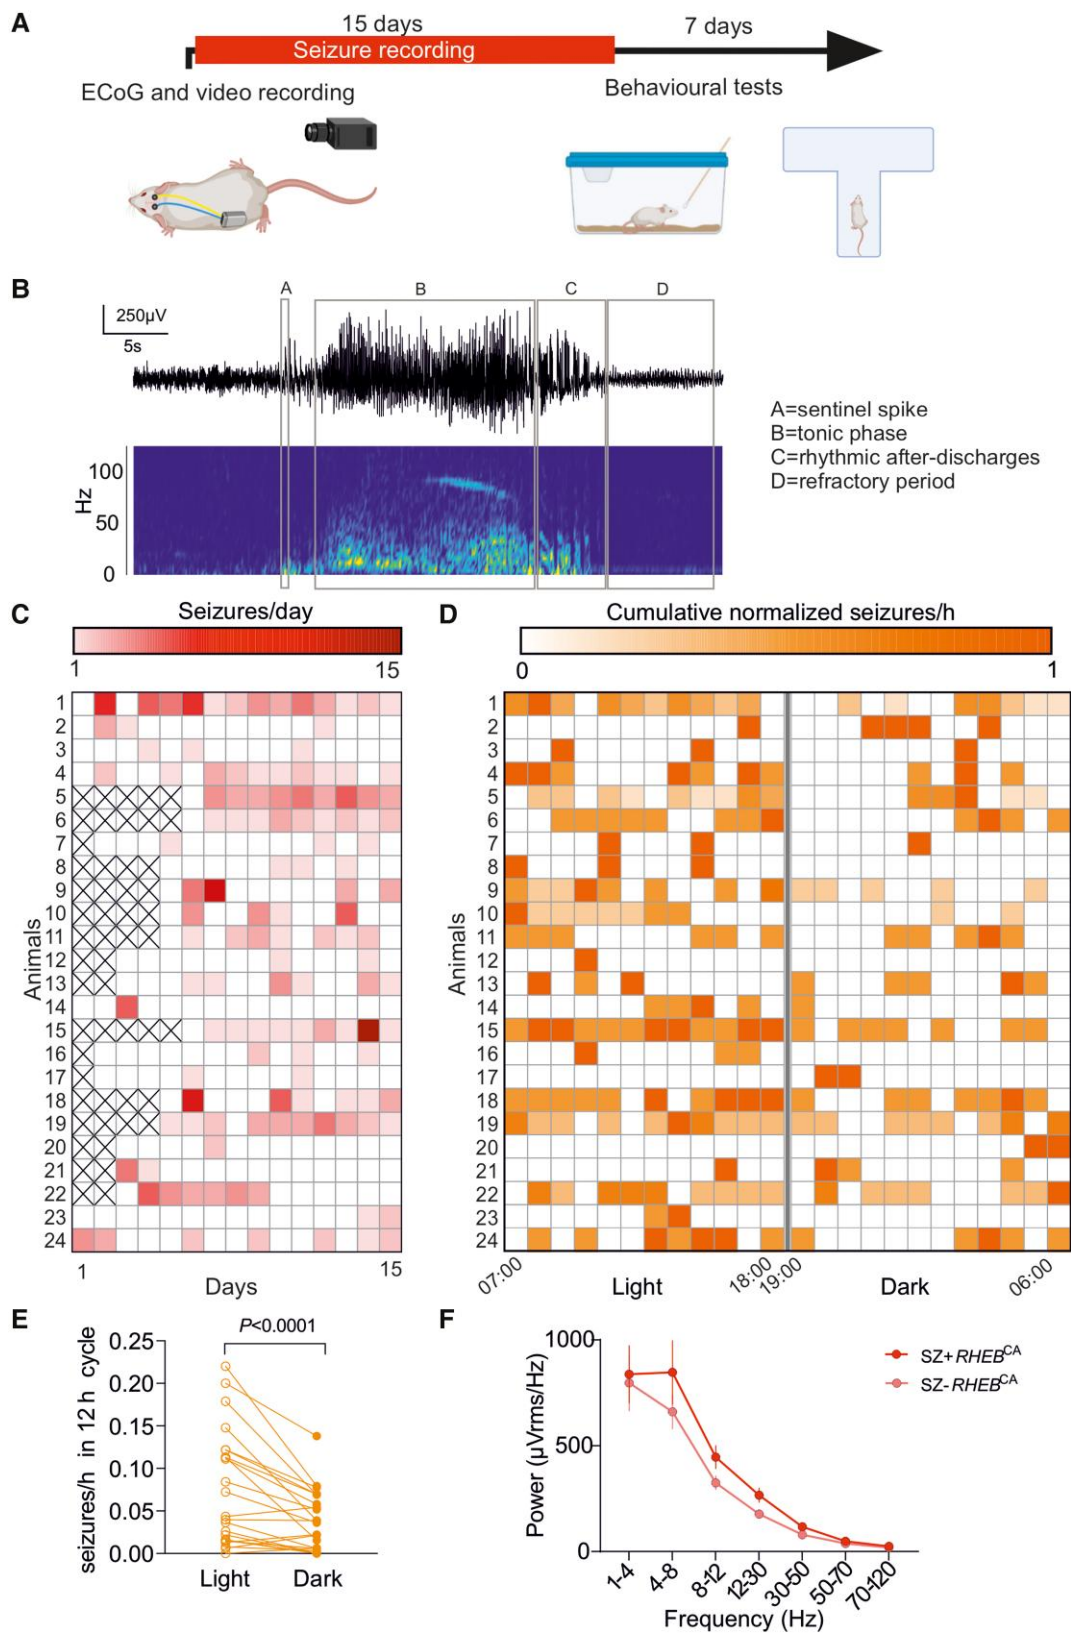 A
15 days
7 days
Seizure recording
ECoG and video recording
Behavioural tests
B
A
B
C
D
250µV
5s
100
Hz
50
0
A=sentinel spike
B=tonic phase
C=rhythmic after-discharges
D=refractory period
C
Seizures/day
1
15
Animals
1
2
3
4
5
6
7
8
9
10
11
12
13
14
15
16
17
18
19
20
21
22
23
24
1
15
Days
D
Cumulative normalized seizures/h
0
1
Animals
07:00
Light
18:00
19:00
Dark
06:00
E
P<0.0001
seizures/h in 12 h cycle
0.25
0.20
0.15
0.10
0.05
0.00
Light
Dark
F
Power (µVrms/Hz)
1000
500
0
SZ+RHEBCA
SZ-RHEBCA
1-4
4-8
8-12
12-30
30-50
50-70
70-120
Frequency (Hz)